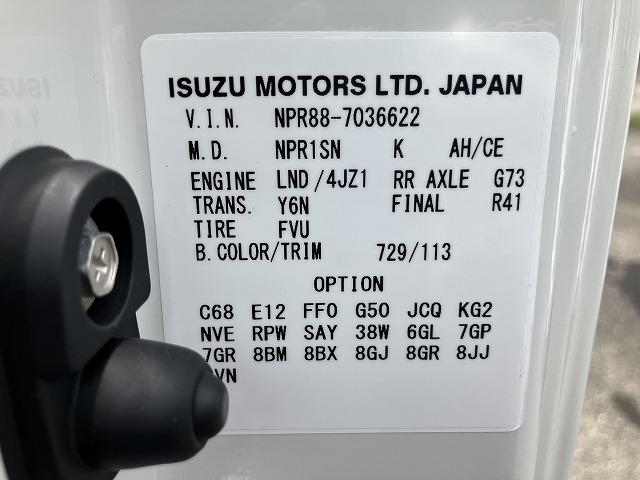 ISUZU MOTORS LTD. JAPAN
V.I.N. NPR88-7036622
M.D. NPR1SN K AH/CE
ENGINE LND/4JZ1 RR AXLE G73
TRANS. Y6N FINAL R41
TIRE FVU
B.COLOR/TRIM 729/113
OPTION
C68 E12 FF0 G50 JCQ KG2
NVE RPW SAY 38W 6GL 7GP
7GR 8BM 8BX 8GJ 8GR 8JJ